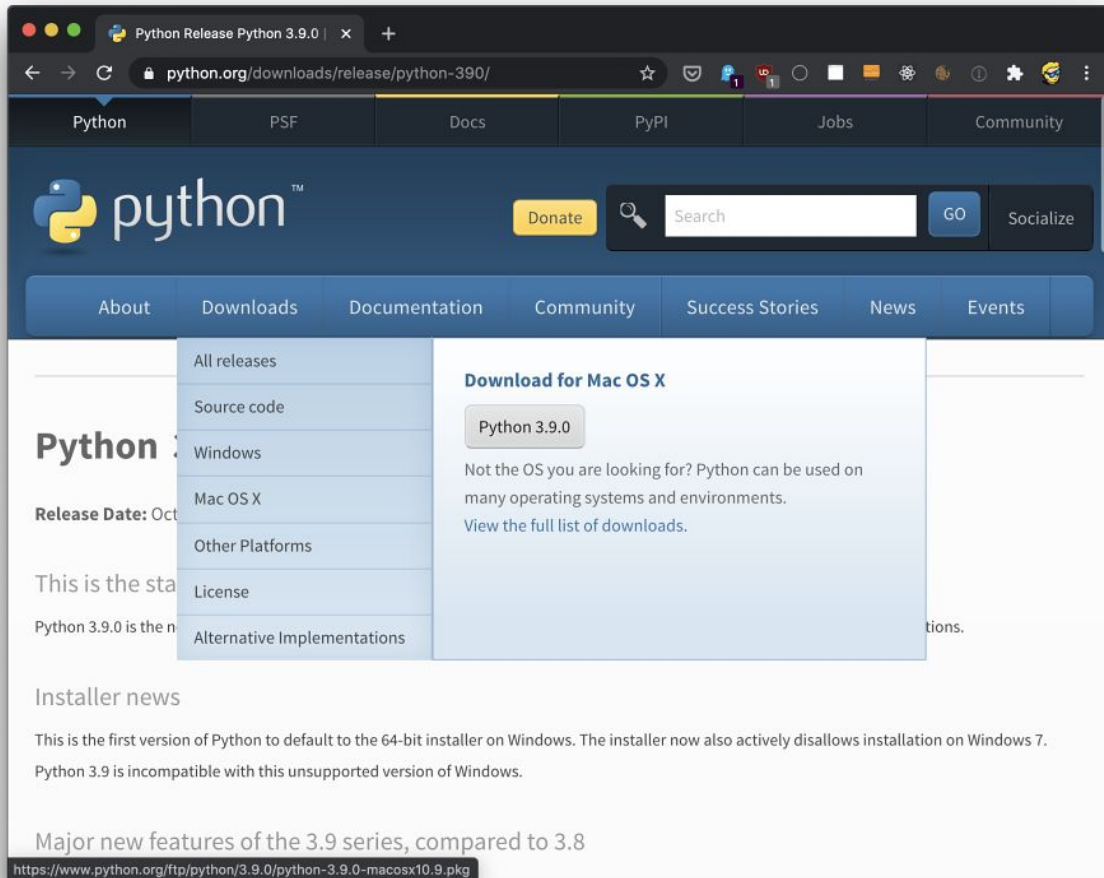 Python Release Python 3.9.0 |
python.org/downloads/release/python-390/
1
1
Python PSF Docs PyPI Jobs Community
python™
Donate
Search
GO
Socialize
About Downloads Documentation Community Success Stories News Events
All releases
Source code
Windows
Mac OS X
Other Platforms
License
Alternative Implementations
Download for Mac OS X
Python 3.9.0
Not the OS you are looking for? Python can be used on
many operating systems and environments.
View the full list of downloads.
Python
Release Date: Oct
This is the sta
Python 3.9.0 is the n
tions.
Installer news
This is the first version of Python to default to the 64-bit installer on Windows. The installer now also actively disallows installation on Windows 7.
Python 3.9 is incompatible with this unsupported version of Windows.
Major new features of the 3.9 series, compared to 3.8
https://www.python.org/ftp/python/3.9.0/python-3.9.0-macosx10.9.pkg